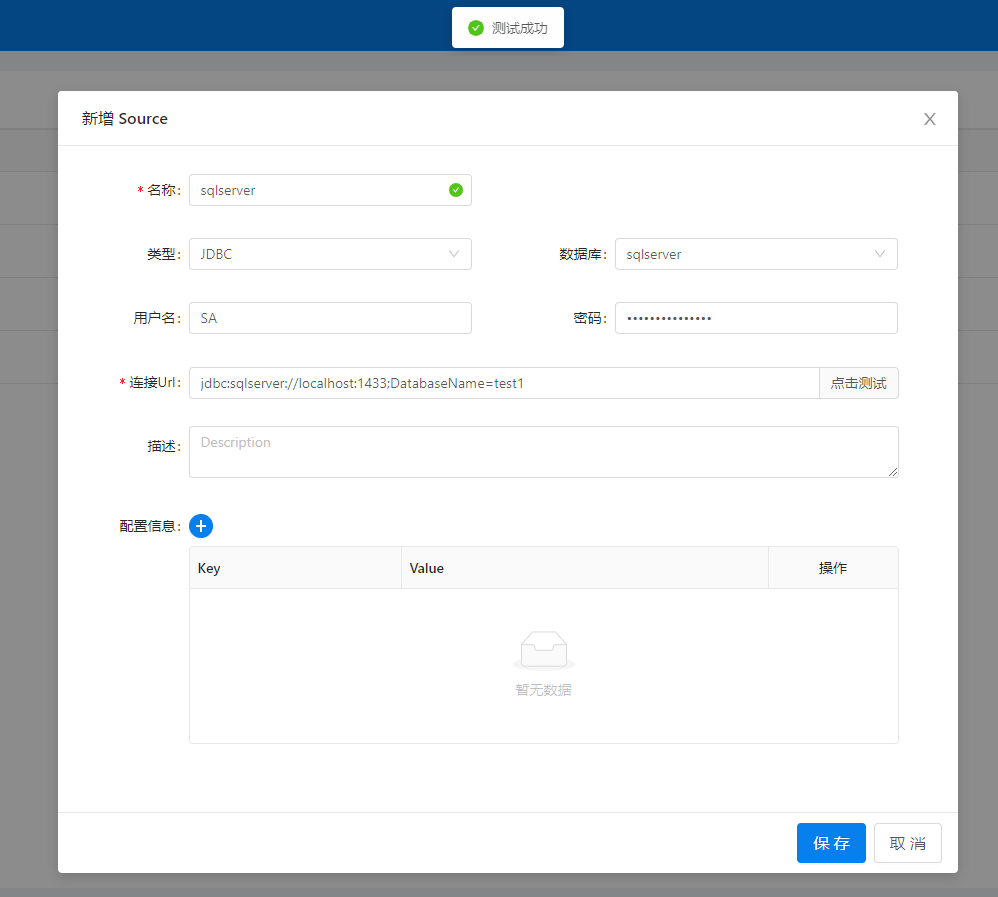 测试成功
新增 Source
* 名称: sqlserver
类型: JDBC 数据库: sqlserver
用户名: SA 密码: •••••••••••••••
* 连接Url: jdbc:sqlserver://localhost:1433;DatabaseName=test1 点击测试
描述: Description
配置信息:
Key Value 操作
暂无数据
保 存 取 消